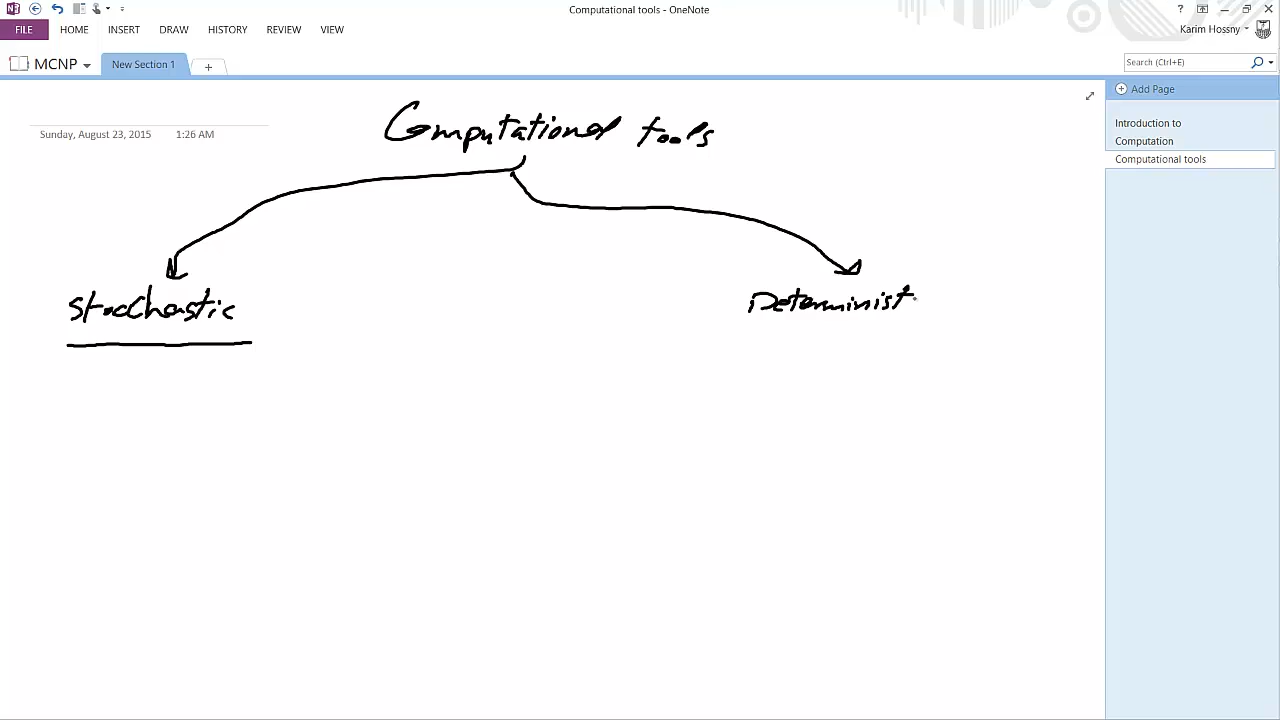 Computational tools - OneNote
FILE HOME INSERT DRAW HISTORY REVIEW VIEW
Karim Hossny
MCNP New Section 1 +
Search (Ctrl+E)
Add Page
Introduction to
Computation
Computational tools
Sunday, August 23, 2015 1:26 AM
Computational tools
Stochastic
Determinist